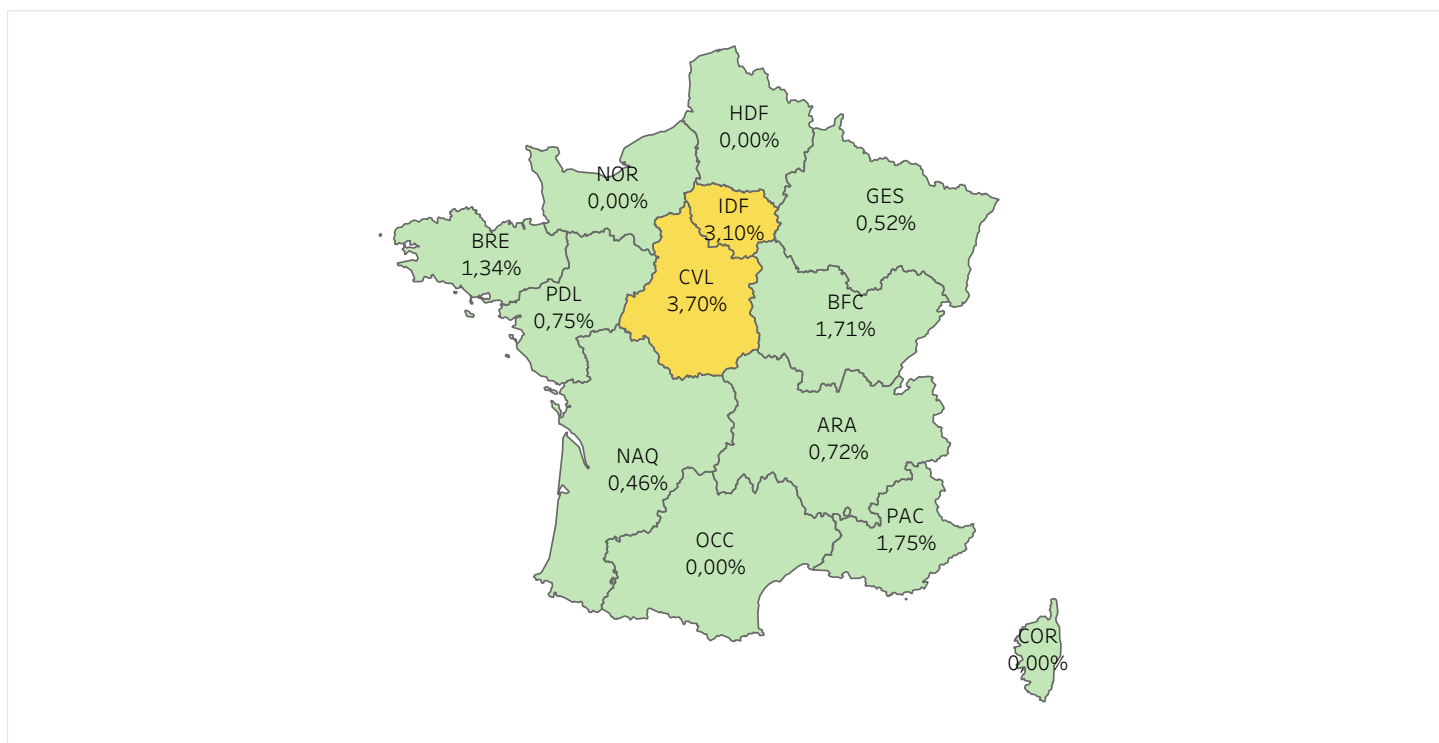 HDF
0,00%
NOR
0,00%
IDF
3,10%
GES
0,52%
BRE
1,34%
CVL
3,70%
PDL
0,75%
BFC
1,71%
ARA
0,72%
NAQ
0,46%
PAC
1,75%
OCC
0,00%
COR
0,00%